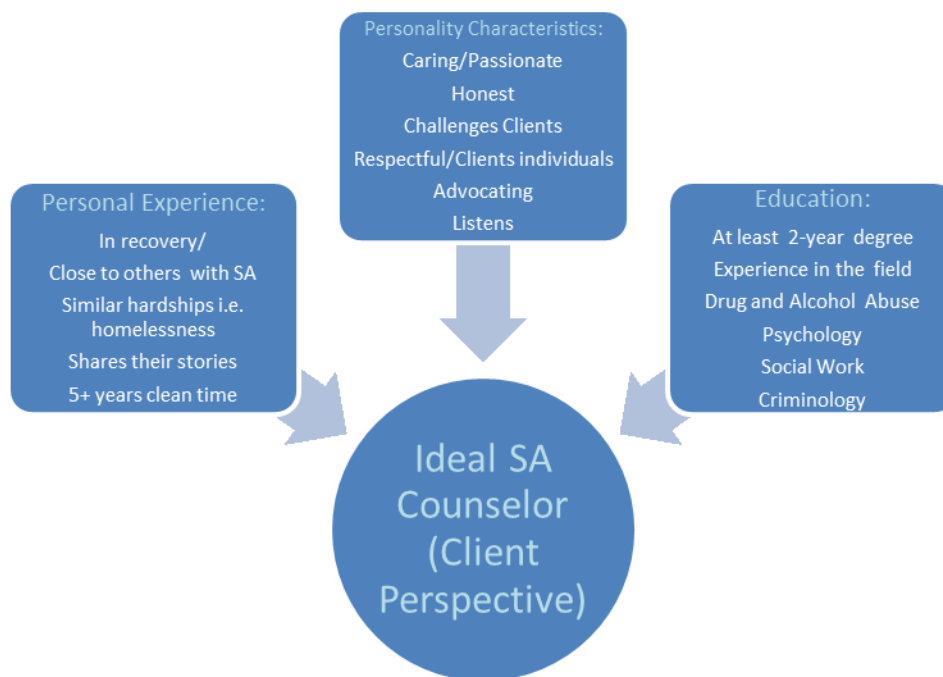 Personality Characteristics:
Caring/Passionate
Honest
Challenges Clients
Respectful/Clients individuals
Advocating
Listens
Personal Experience:
In recovery/
Close to others with SA
Similar hardships i.e.
homelessness
Shares their stories
5+ years clean time
Education:
At least 2-year degree
Experience in the field
Drug and Alcohol Abuse
Psychology
Social Work
Criminology
Ideal SA
Counselor
(Client
Perspective)